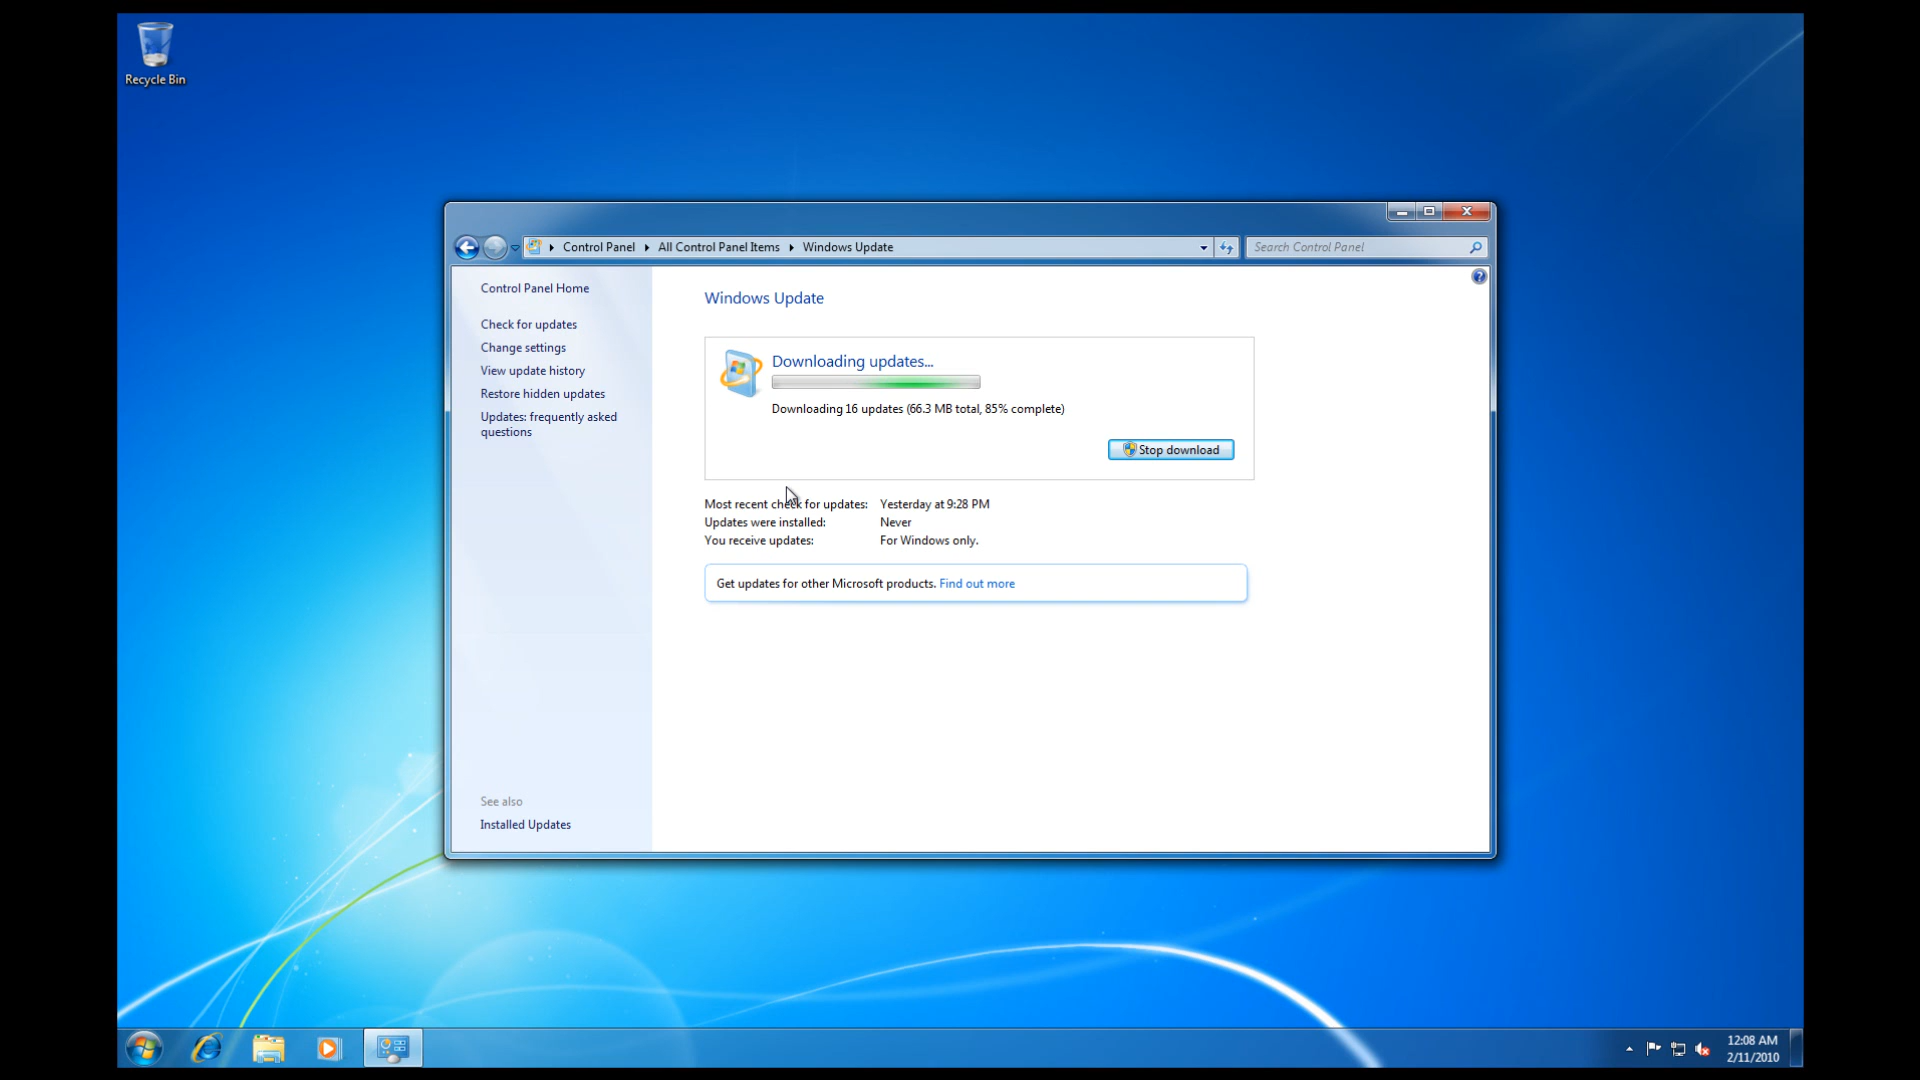 Recycle Bin
Control Panel
All Control Panel Items
Windows Update
Search Control Panel
Control Panel Home
Check for updates
Change settings
View update history
Restore hidden updates
Updates: frequently asked
questions
See also
Installed Updates
Windows Update
Downloading updates...
Downloading 16 updates (66.3 MB total, 85% complete)
Stop download
Most recent check for updates: Yesterday at 9:28 PM
Updates were installed: Never
You receive updates: For Windows only.
Get updates for other Microsoft products. Find out more
12:08 AM
2/11/2010